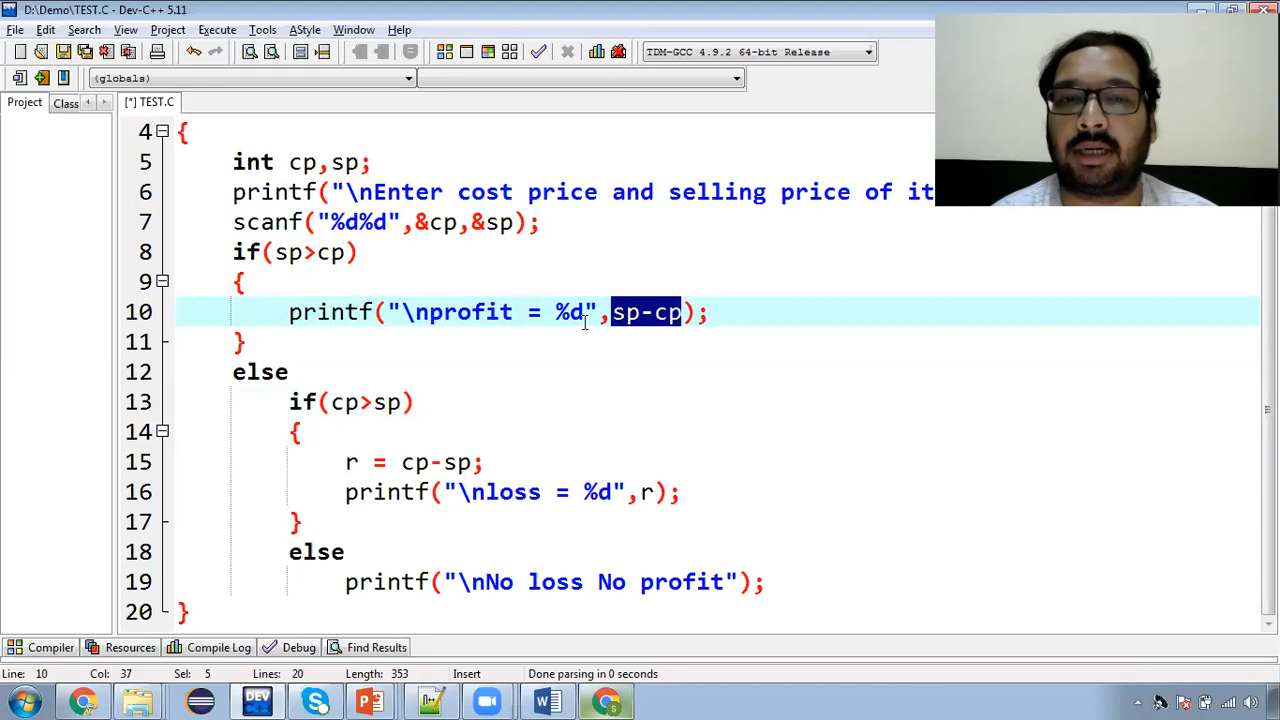 D:\Demo\TEST.C - Dev-C++ 5.11
File Edit Search View Project Execute Tools AStyle Window Help
TDM-GCC 4.9.2 64-bit Release
(globals)
Project Class [*] TEST.C
4 {
5 int cp,sp;
6 printf("\nEnter cost price and selling price of it
7 scanf("%d%d",&cp,&sp);
8 if(sp>cp)
9 {
10 printf("\nprofit = %d",sp-cp);
11 }
12 else
13 if(cp>sp)
14 {
15 r = cp-sp;
16 printf("\nloss = %d",r);
17 }
18 else
19 printf("\nNo loss No profit");
20 }
Compiler Resources Compile Log Debug Find Results
Line: 10 Col: 37 Sel: 5 Lines: 20 Length: 353 Insert Done parsing in 0 seconds
DEV C++ S P W